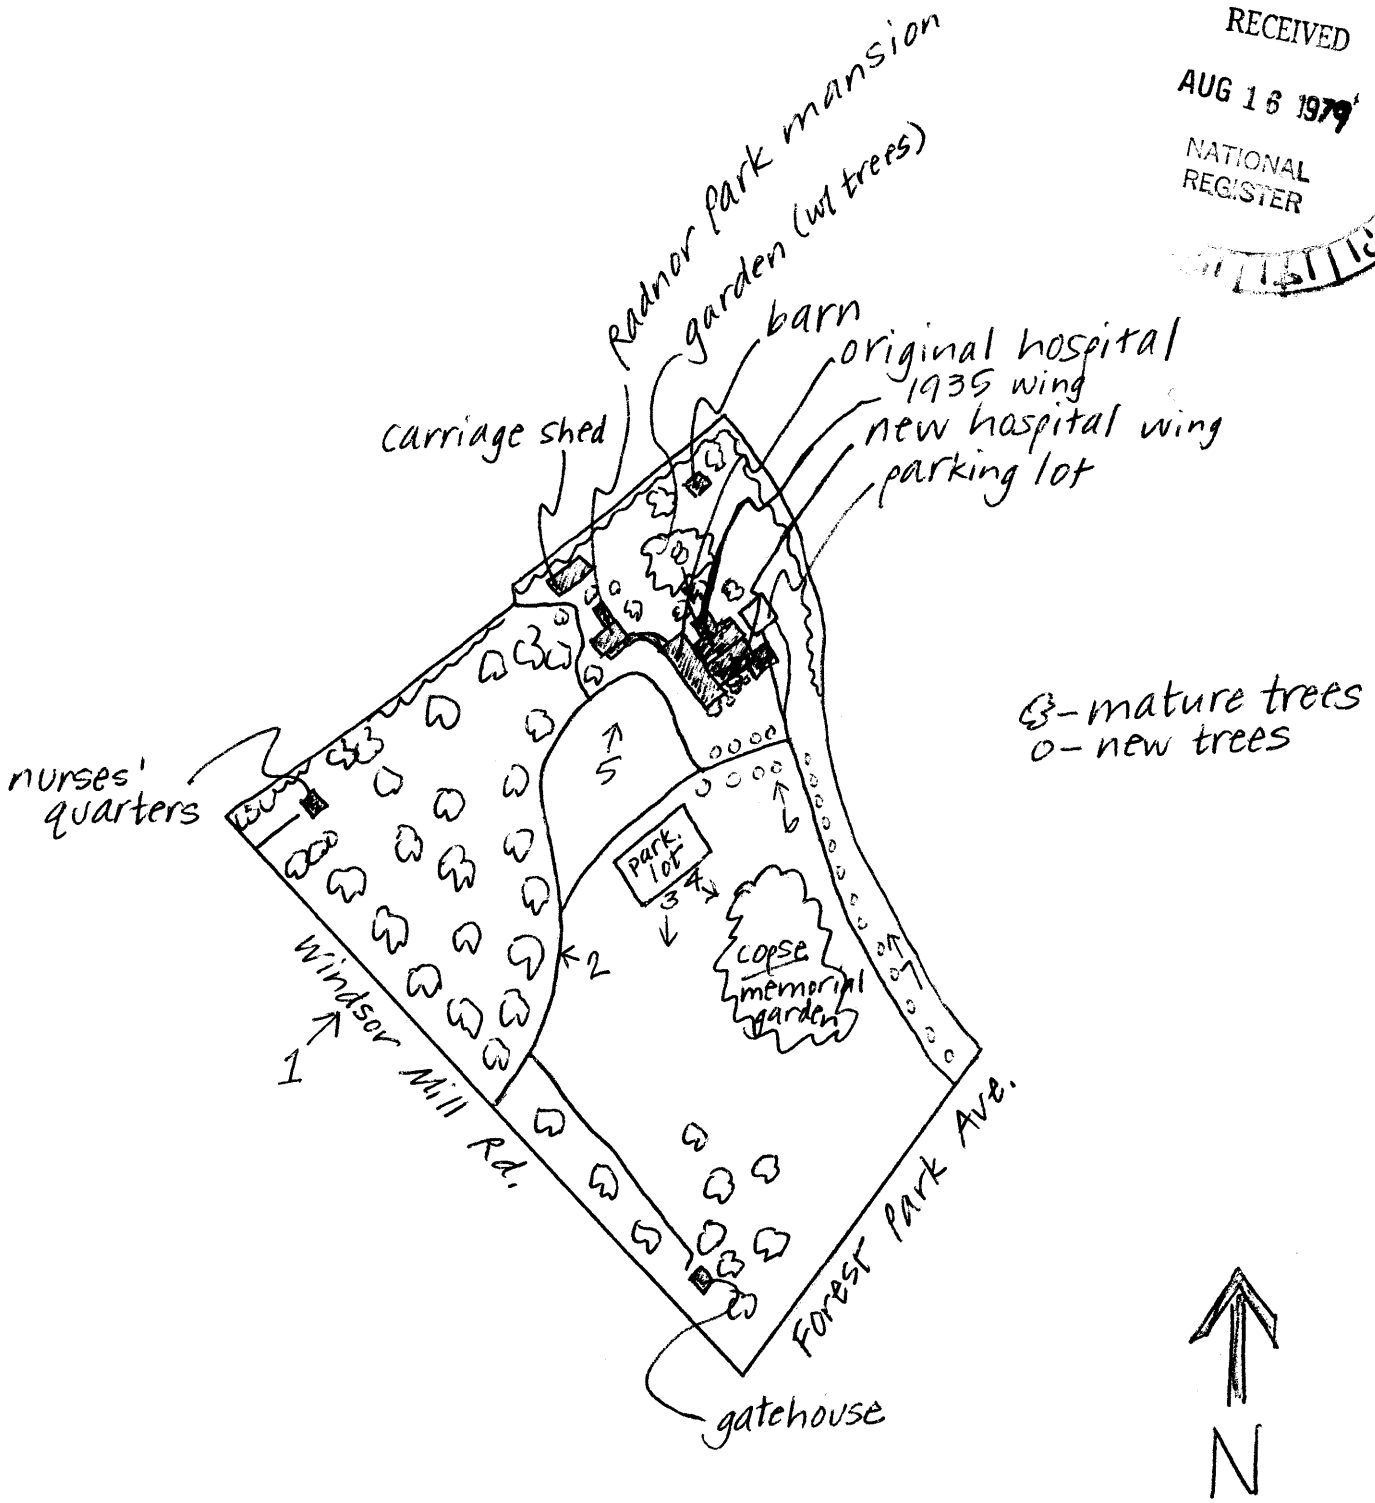 RECEIVED
AUG 16 1979
NATIONAL
REGISTER
Radnor Park mansion
garden (w/ trees)
barn
original hospital
1935 wing
new hospital wing
parking lot
carriage shed
- mature trees
o - new trees
nurses'
quarters
5
6
park.
lot
3
4
2
copse
memorial
garden
7
1
Windsor Mill Rd.
Forest Park Ave.
gatehouse
N